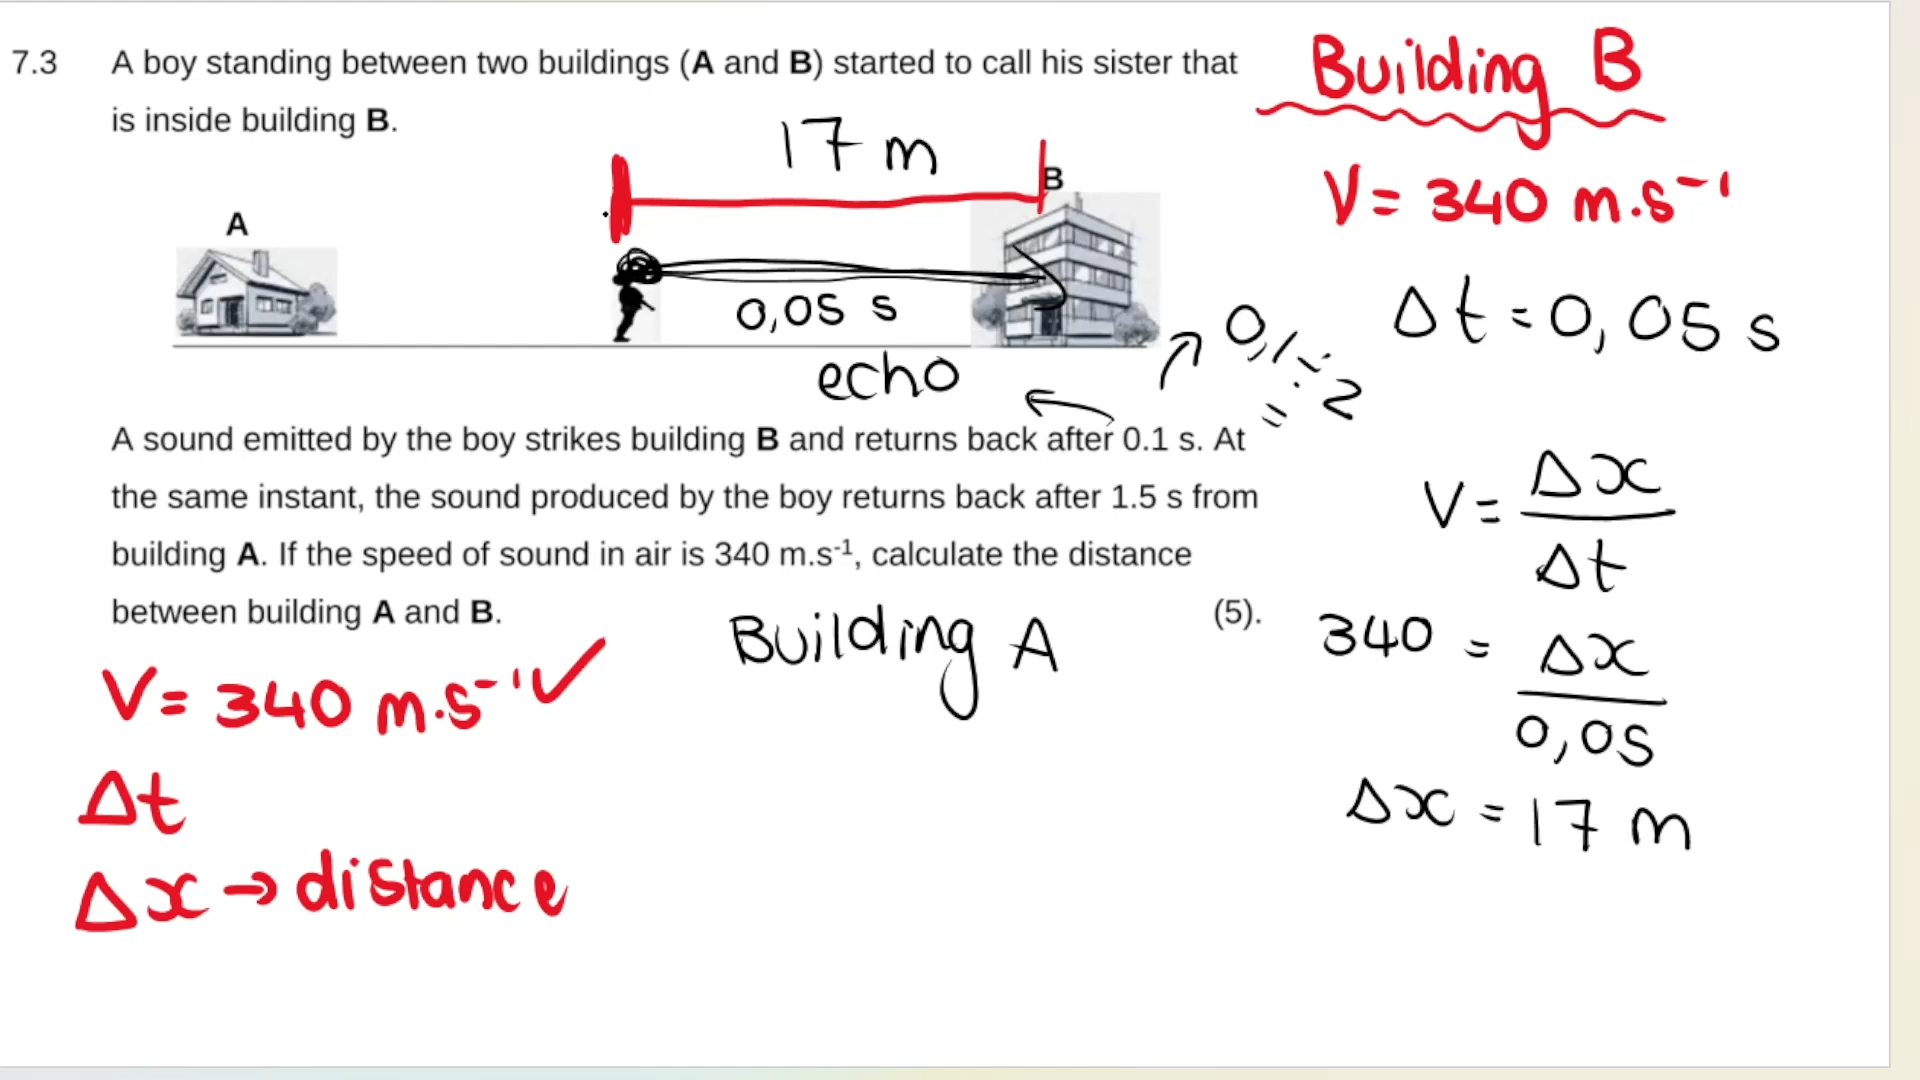 7.3 A boy standing between two buildings (A and B) started to call his sister that
is inside building B.
17 m
B
A
0,05 s
echo
A sound emitted by the boy strikes building B and returns back after 0.1 s. At
the same instant, the sound produced by the boy returns back after 1.5 s from
building A. If the speed of sound in air is 340 m.s⁻¹, calculate the distance
between building A and B. (5).
V = 340 m.s⁻¹ ✓
Δt
Δx → distance
Building A
Building B
V = 340 m.s⁻¹
Δt = 0,05 s
0,1 ÷ 2
=
V = Δx
Δt
340 = Δx
0,05
Δx = 17 m